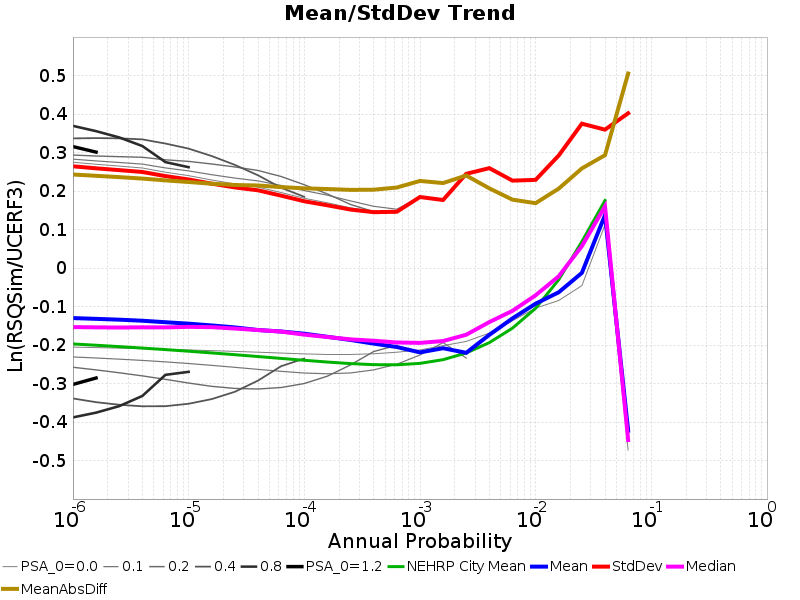 Mean/StdDev Trend
Ln(RSQSim/UCERF3)
0.5
0.4
0.3
0.2
0.1
0
-0.1
-0.2
-0.3
-0.4
-0.5
10^-6 10^-5 10^-4 10^-3 10^-2 10^-1 10^0
Annual Probability
PSA_0=0.0 0.1 0.2 0.4 0.8 PSA_0=1.2 NEHRP City Mean Mean StdDev Median
MeanAbsDiff